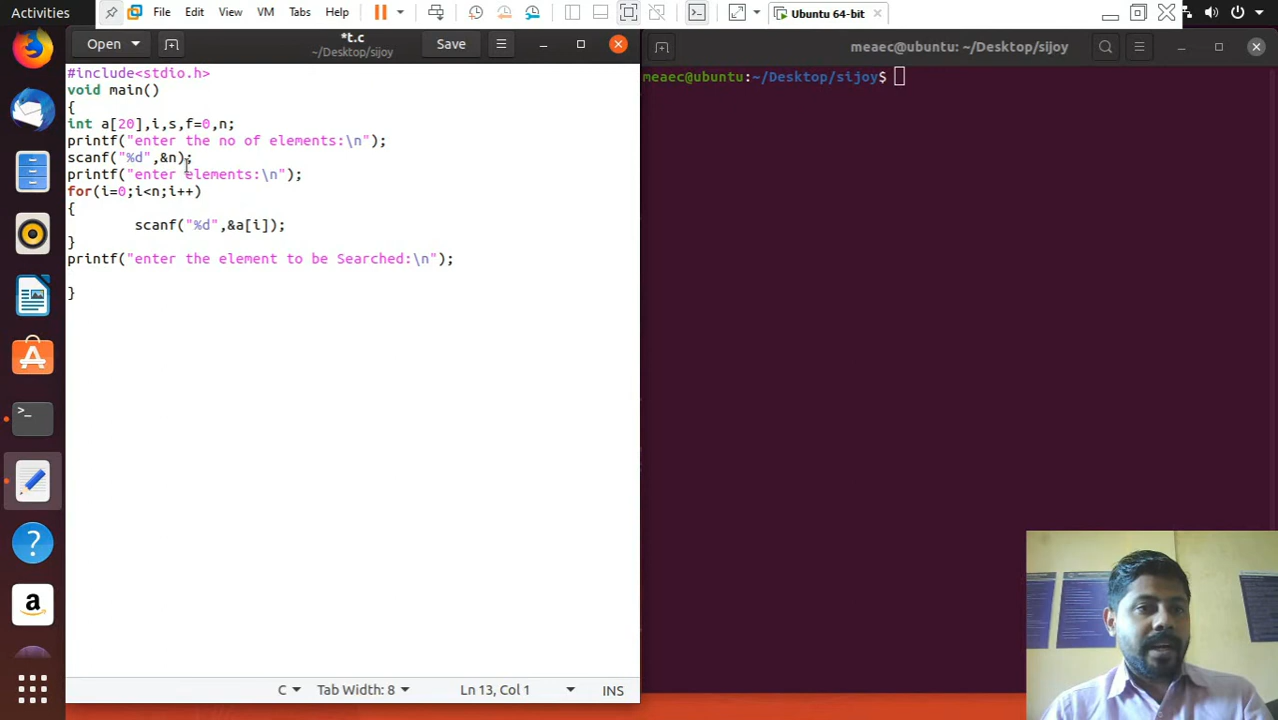 Activities
File Edit View VM Tabs Help
Ubuntu 64-bit
Open
*t.c
~/Desktop/sijoy
Save
meaec@ubuntu: ~/Desktop/sijoy
#include<stdio.h>
void main()
{
int a[20],i,s,f=0,n;
printf("enter the no of elements:\n");
scanf("%d",&n);
printf("enter elements:\n");
for(i=0;i<n;i++)
{
scanf("%d",&a[i]);
}
printf("enter the element to be Searched:\n");
}
meaec@ubuntu:~/Desktop/sijoy$
C Tab Width: 8 Ln 13, Col 1 INS